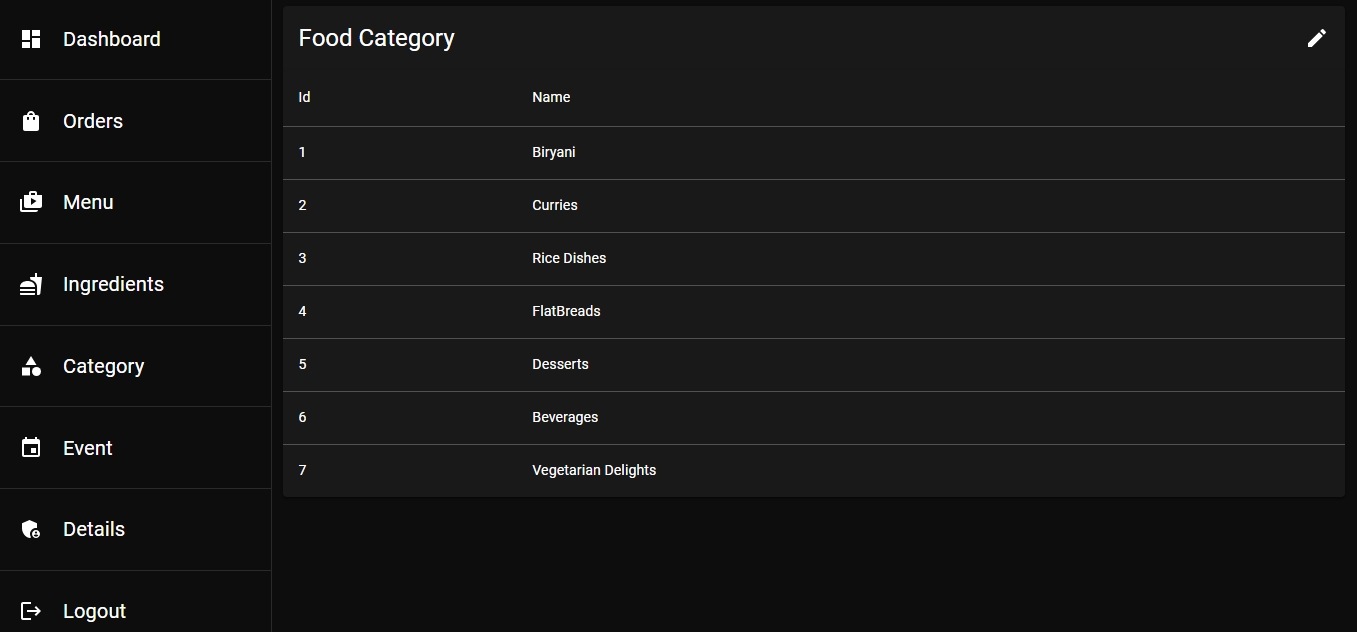 Dashboard
Orders
Menu
Ingredients
Category
Event
Details
Logout
Food Category
Id Name
1 Biryani
2 Curries
3 Rice Dishes
4 FlatBreads
5 Desserts
6 Beverages
7 Vegetarian Delights